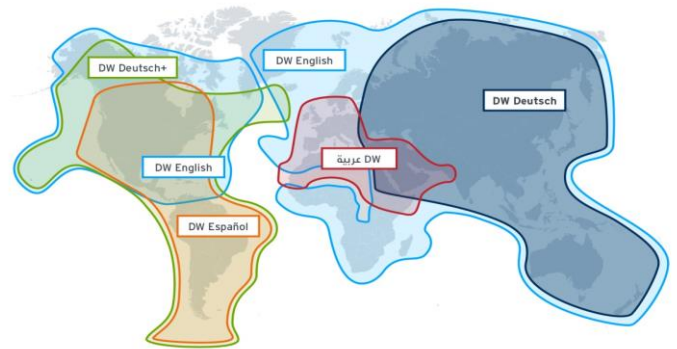 DW English
DW Deutsch+
DW Deutsch
DW عربية
DW English
DW Español